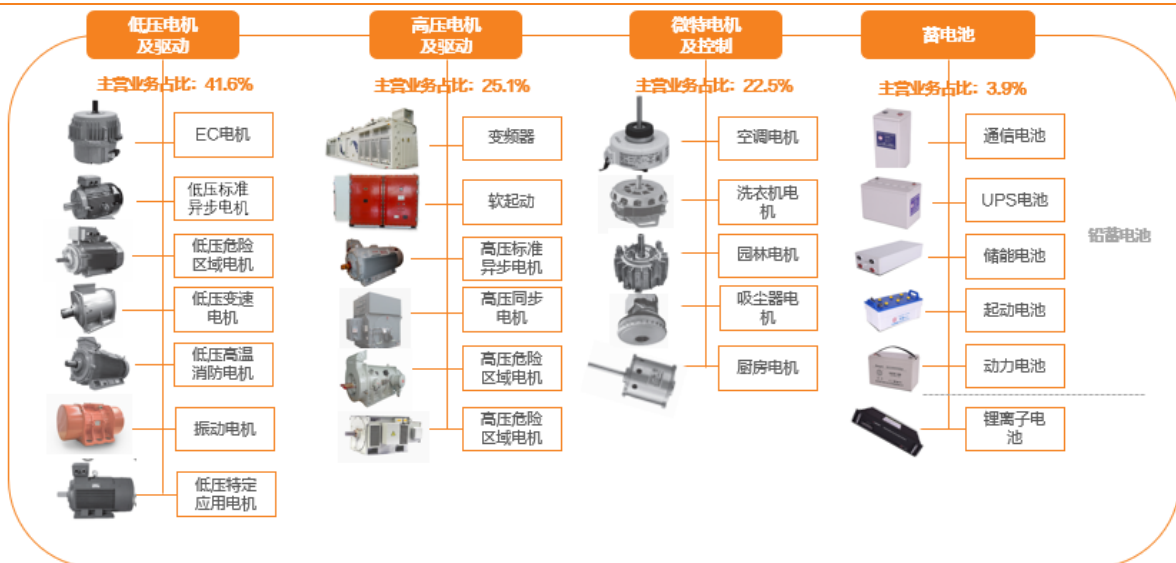 低压电机
及驱动
主营业务占比：41.6%
EC电机
低压标准
异步电机
低压危险
区域电机
低压变速
电机
低压高温
消防电机
振动电机
低压特定
应用电机
高压电机
及驱动
主营业务占比：25.1%
变频器
软起动
高压标准
异步电机
高压同步
电机
高压危险
区域电机
高压危险
区域电机
微特电机
及控制
主营业务占比：22.5%
空调电机
洗衣机电
机
园林电机
吸尘器电
机
厨房电机
蓄电池
主营业务占比：3.9%
通信电池
UPS电池
储能电池
起动电池
动力电池
锂离子电
池
铅蓄电池